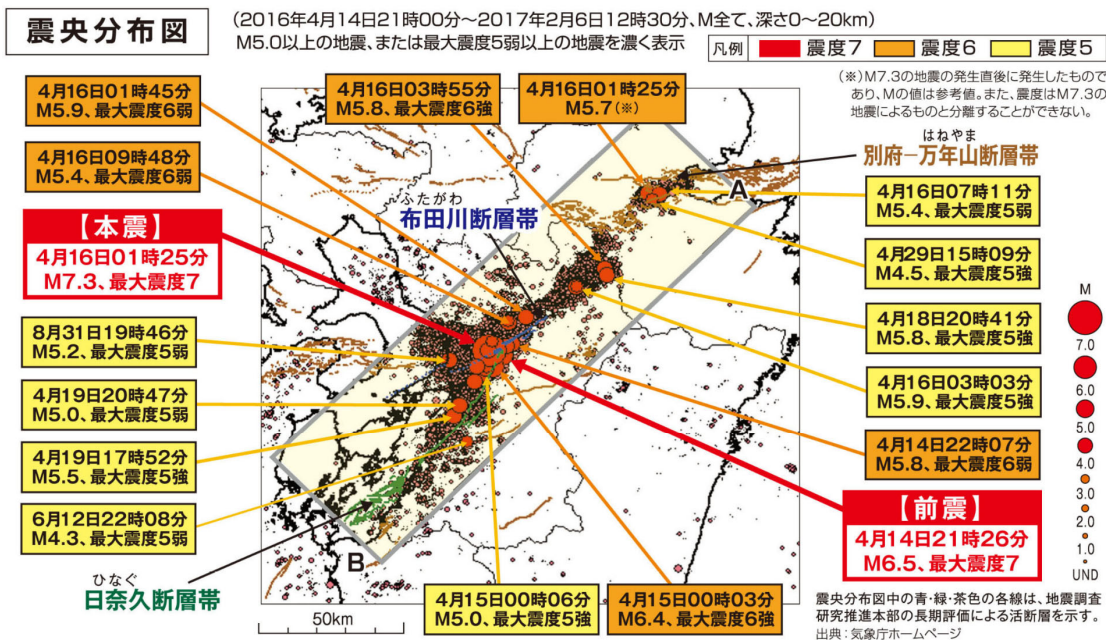 震央分布図
(2016年4月14日21時00分～2017年2月6日12時30分、M全て、深さ0～20km)
M5.0以上の地震、または最大震度5弱以上の地震を濃く表示
凡例 震度7 震度6 震度5
(※)M7.3の地震の発生直後に発生したもので
あり、Mの値は参考値。また、震度はM7.3の
地震によるものと分離することができない。
4月16日01時45分
M5.9、最大震度6弱
4月16日03時55分
M5.8、最大震度6強
4月16日01時25分
M5.7(※)
はねやま
別府－万年山断層帯
4月16日09時48分
M5.4、最大震度6弱
ふたがわ
布田川断層帯
A
4月16日07時11分
M5.4、最大震度5弱
【本震】
4月16日01時25分
M7.3、最大震度7
4月29日15時09分
M4.5、最大震度5強
4月18日20時41分
M5.8、最大震度5強
8月31日19時46分
M5.2、最大震度5弱
4月16日03時03分
M5.9、最大震度5強
4月19日20時47分
M5.0、最大震度5弱
4月14日22時07分
M5.8、最大震度6弱
4月19日17時52分
M5.5、最大震度5強
【前震】
4月14日21時26分
M6.5、最大震度7
6月12日22時08分
M4.3、最大震度5弱
B
ひなぐ
日奈久断層帯
4月15日00時06分
M5.0、最大震度5強
4月15日00時03分
M6.4、最大震度6強
50km
M
7.0
6.0
5.0
4.0
3.0
2.0
1.0
UND
震央分布図中の青・緑・茶色の各線は、地震調査
研究推進本部の長期評価による活断層を示す。
出典：気象庁ホームページ